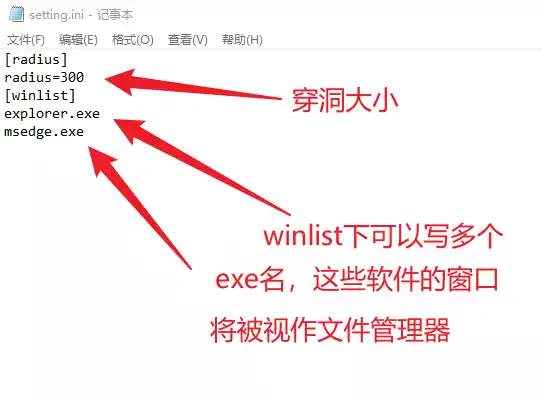 setting.ini - 记事本
文件(F) 编辑(E) 格式(O) 查看(V) 帮助(H)
[radius]
radius=300
[winlist]
explorer.exe
msedge.exe
穿洞大小
winlist下可以写多个
exe名，这些软件的窗口
将被视作文件管理器